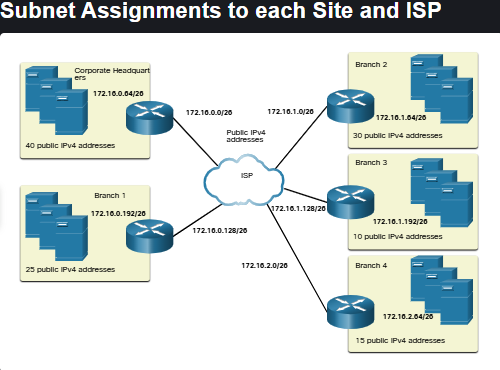 Subnet Assignments to each Site and ISP
Corporate Headquart
ers
172.16.0.64/26
40 public IPv4 addresses
172.16.0.0/26
172.16.1.0/26
Branch 2
172.16.1.64/26
30 public IPv4 addresses
Public IPv4
addresses
ISP
Branch 3
172.16.1.128/26
172.16.1.192/26
10 public IPv4 addresses
Branch 1
172.16.0.192/26
172.16.0.128/26
25 public IPv4 addresses
172.16.2.0/26
Branch 4
172.16.2.64/26
15 public IPv4 addresses